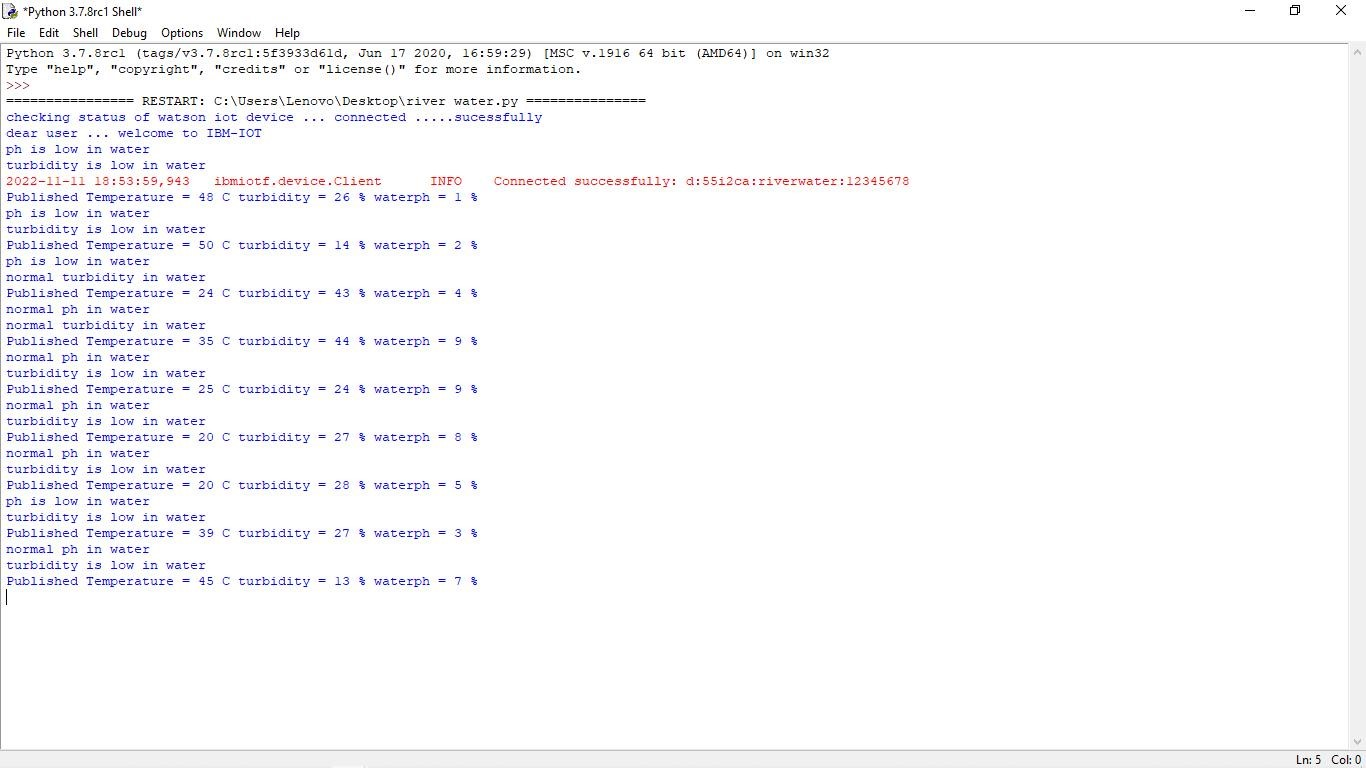 *Python 3.7.8rc1 Shell*
File Edit Shell Debug Options Window Help
Python 3.7.8rc1 (tags/v3.7.8rc1:5f3933d61d, Jun 17 2020, 16:59:29) [MSC v.1916 64 bit (AMD64)] on win32
Type "help", "copyright", "credits" or "license()" for more information.
>>>
================ RESTART: C:\Users\Lenovo\Desktop\river water.py ===============
checking status of watson iot device ... connected .....sucessfully
dear user ... welcome to IBM-IOT
ph is low in water
turbidity is low in water
2022-11-11 18:53:59,943   ibmiotf.device.Client      INFO    Connected successfully: d:55i2ca:riverwater:12345678
Published Temperature = 48 C turbidity = 26 % waterph = 1 %
ph is low in water
turbidity is low in water
Published Temperature = 50 C turbidity = 14 % waterph = 2 %
ph is low in water
normal turbidity in water
Published Temperature = 24 C turbidity = 43 % waterph = 4 %
normal ph in water
normal turbidity in water
Published Temperature = 35 C turbidity = 44 % waterph = 9 %
normal ph in water
turbidity is low in water
Published Temperature = 25 C turbidity = 24 % waterph = 9 %
normal ph in water
turbidity is low in water
Published Temperature = 20 C turbidity = 27 % waterph = 8 %
normal ph in water
turbidity is low in water
Published Temperature = 20 C turbidity = 28 % waterph = 5 %
ph is low in water
turbidity is low in water
Published Temperature = 39 C turbidity = 27 % waterph = 3 %
normal ph in water
turbidity is low in water
Published Temperature = 45 C turbidity = 13 % waterph = 7 %
Ln: 5 Col: 0